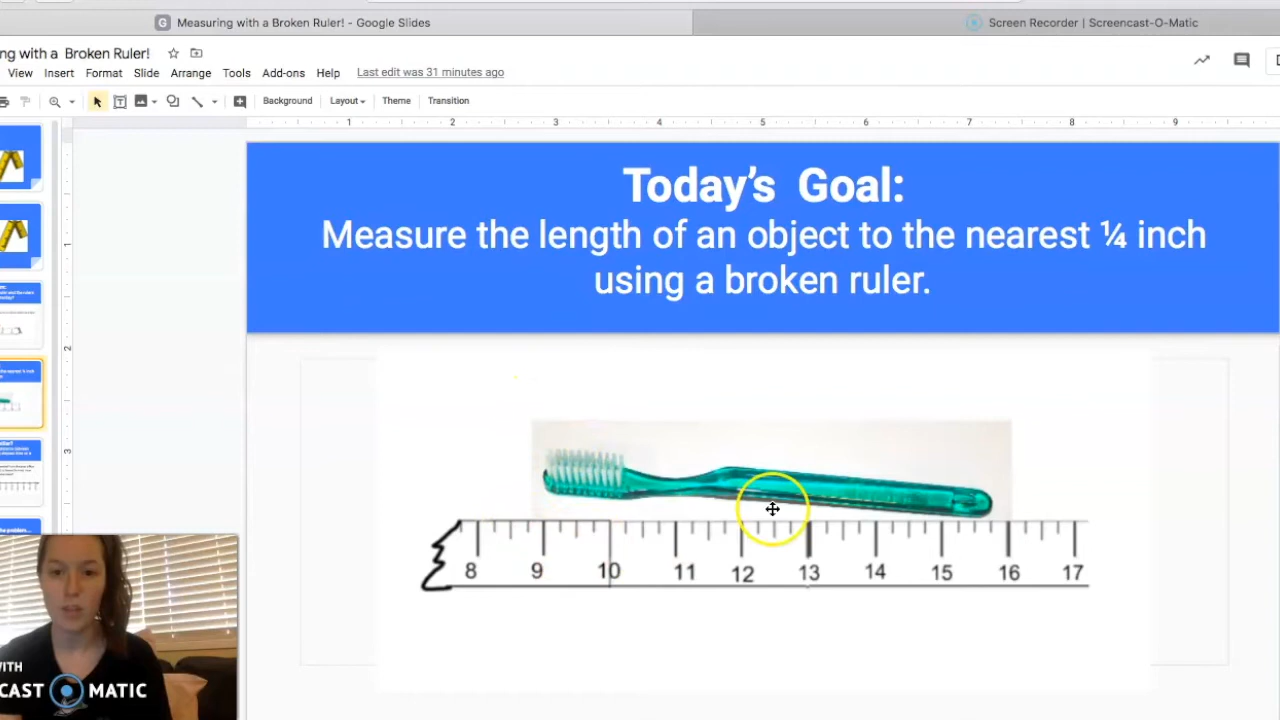 Measuring with a Broken Ruler! - Google Slides
Screen Recorder | Screencast-O-Matic
ng with a Broken Ruler!
View Insert Format Slide Arrange Tools Add-ons Help Last edit was 31 minutes ago
Background Layout Theme Transition
1 2 3 4 5 6 7 8 9
1
2
3
Today's Goal:
Measure the length of an object to the nearest ¼ inch
using a broken ruler.
8 9 10 11 12 13 14 15 16 17
WITH
CAST MATIC